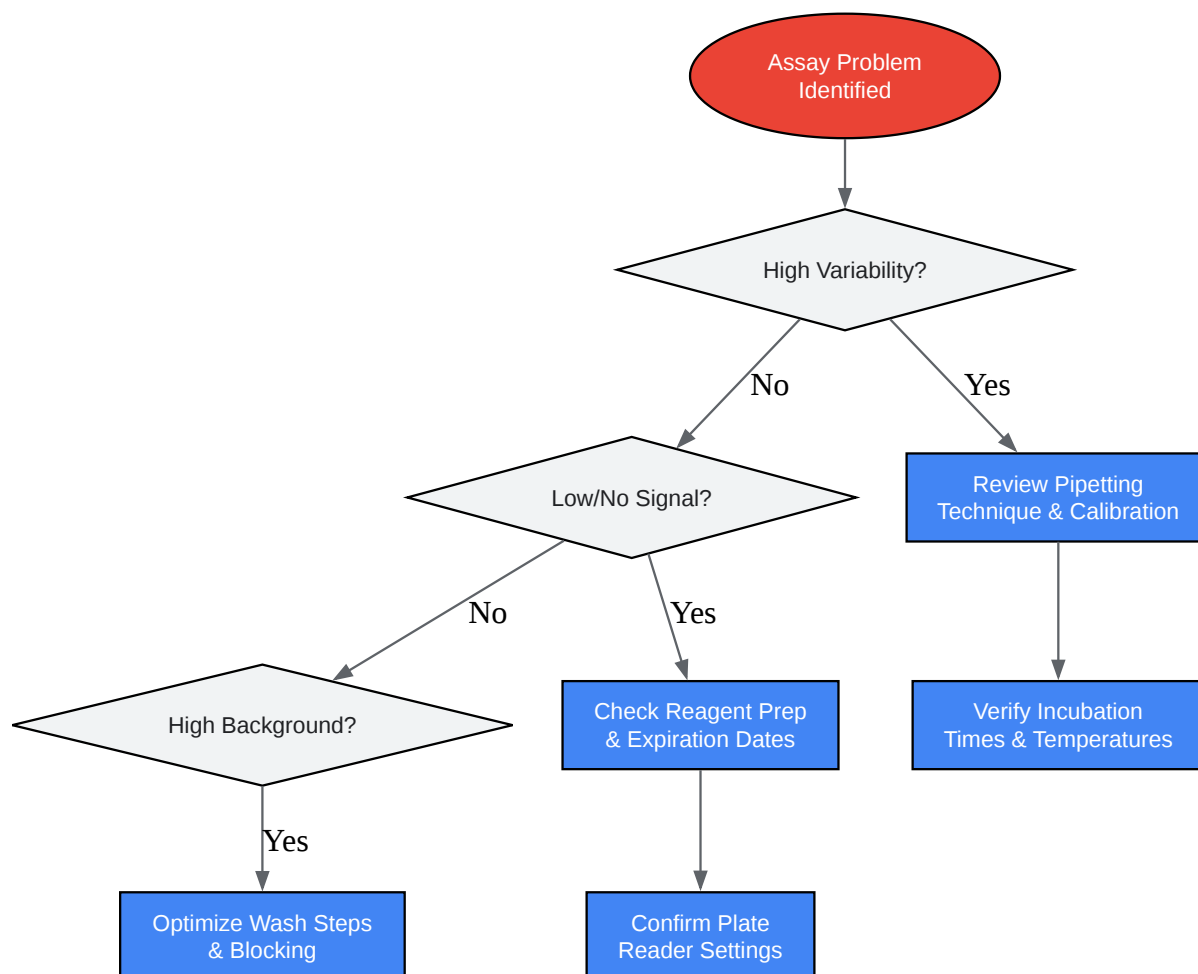 Assay Problem
Identified
High Variability?
No
Yes
Low/No Signal?
Review Pipetting
Technique & Calibration
No
Yes
High Background?
Check Reagent Prep
& Expiration Dates
Verify Incubation
Times & Temperatures
Yes
Optimize Wash Steps
& Blocking
Confirm Plate
Reader Settings